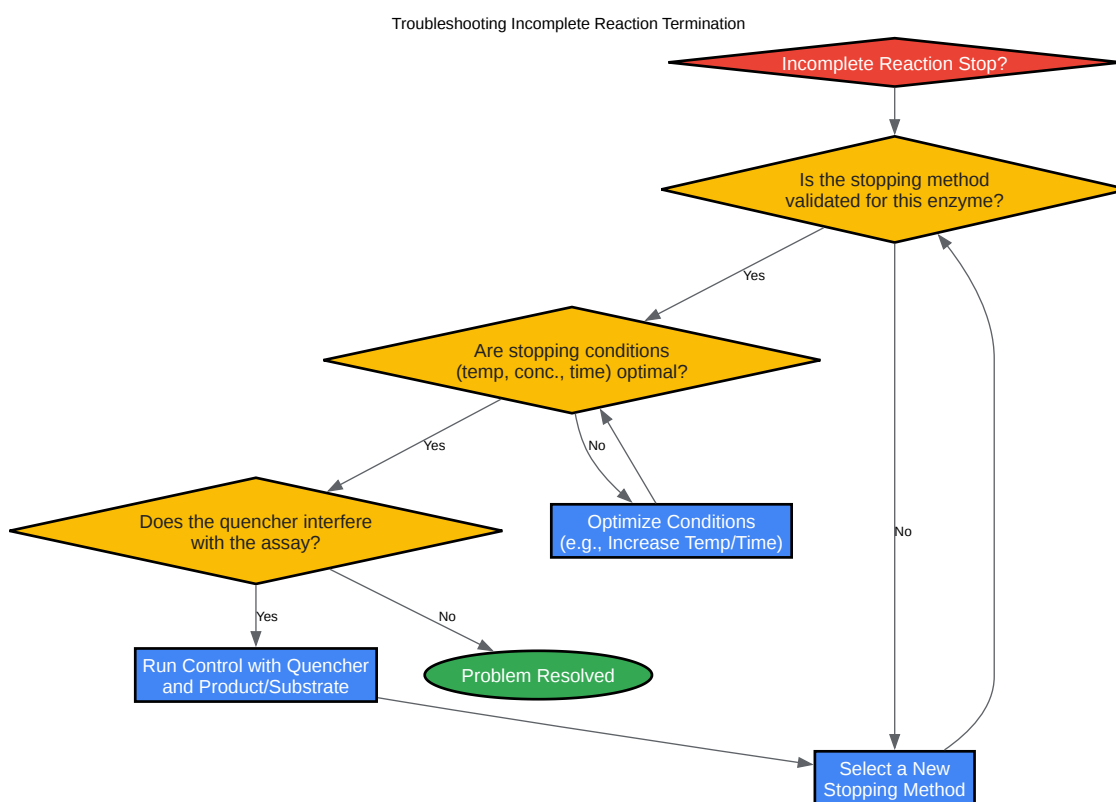 Troubleshooting Incomplete Reaction Termination
Incomplete Reaction Stop?
Is the stopping method
validated for this enzyme?
Yes
Are stopping conditions
(temp, conc., time) optimal?
Yes
No
Does the quencher interfere
with the assay?
Optimize Conditions
(e.g., Increase Temp/Time)
No
Yes
No
Run Control with Quencher
and Product/Substrate
Problem Resolved
Select a New
Stopping Method